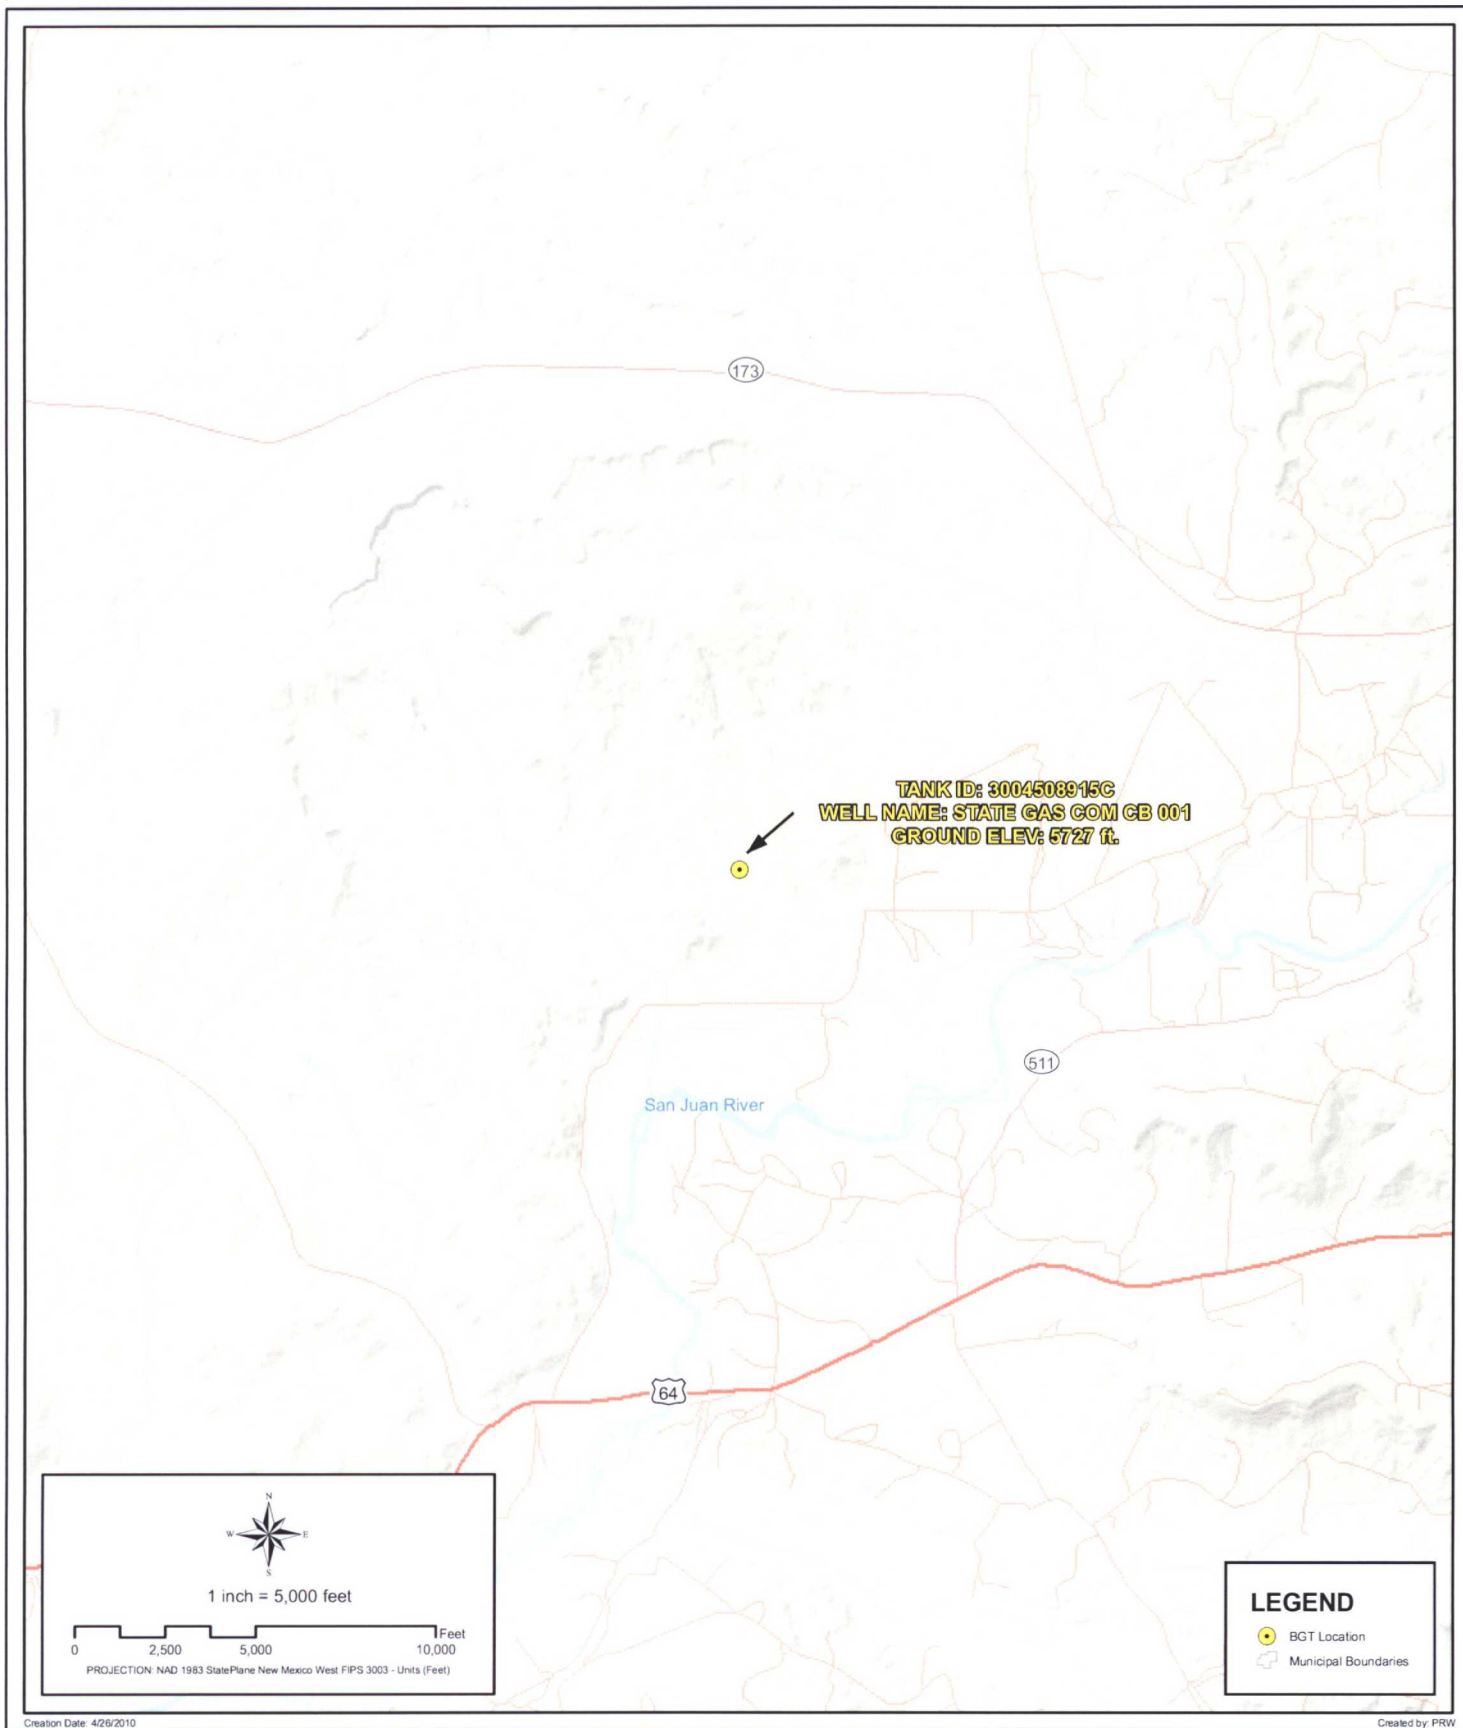 173
TANK ID: 3004508915C
WELL NAME: STATE GAS COM CB 001
GROUND ELEV: 5727 ft.
511
San Juan River
64
N
W E
S
1 inch = 5,000 feet
Feet
0 2,500 5,000 10,000
PROJECTION: NAD 1983 StatePlane New Mexico West FIPS 3003 - Units (Feet)
LEGEND
BGT Location
Municipal Boundaries
Creation Date: 4/26/2010
Created by: PRW